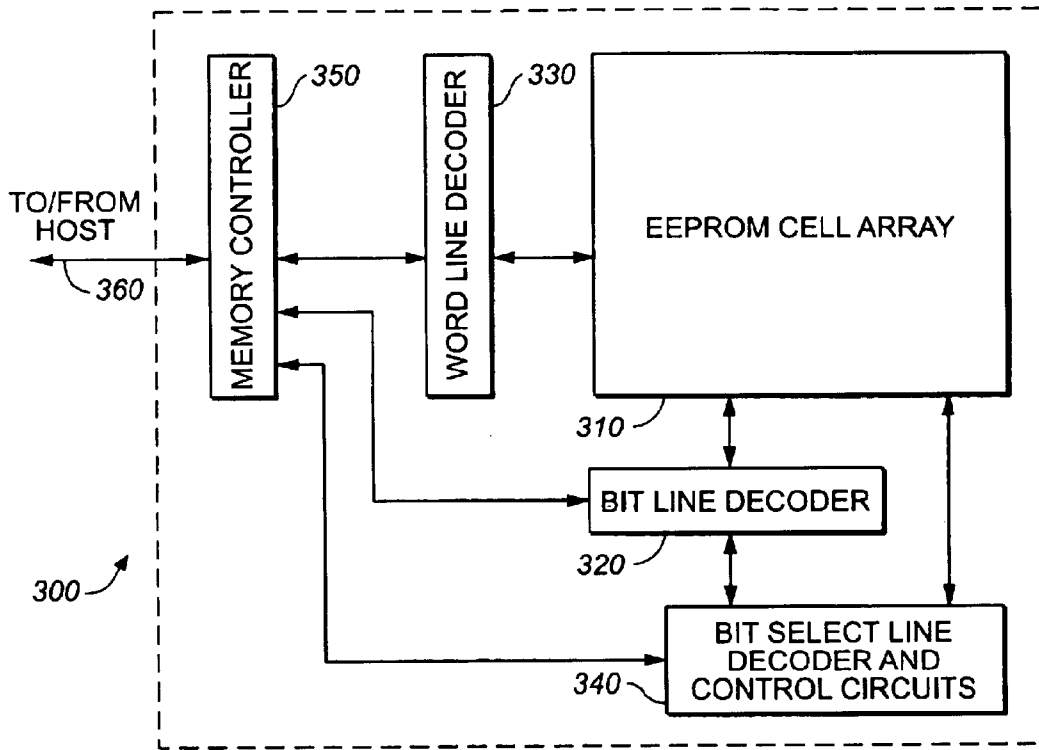 350
MEMORY CONTROLLER
330
WORD LINE DECODER
EEPROM CELL ARRAY
TO/FROM
HOST
360
310
BIT LINE DECODER
320
300
BIT SELECT LINE
DECODER AND
CONTROL CIRCUITS
340